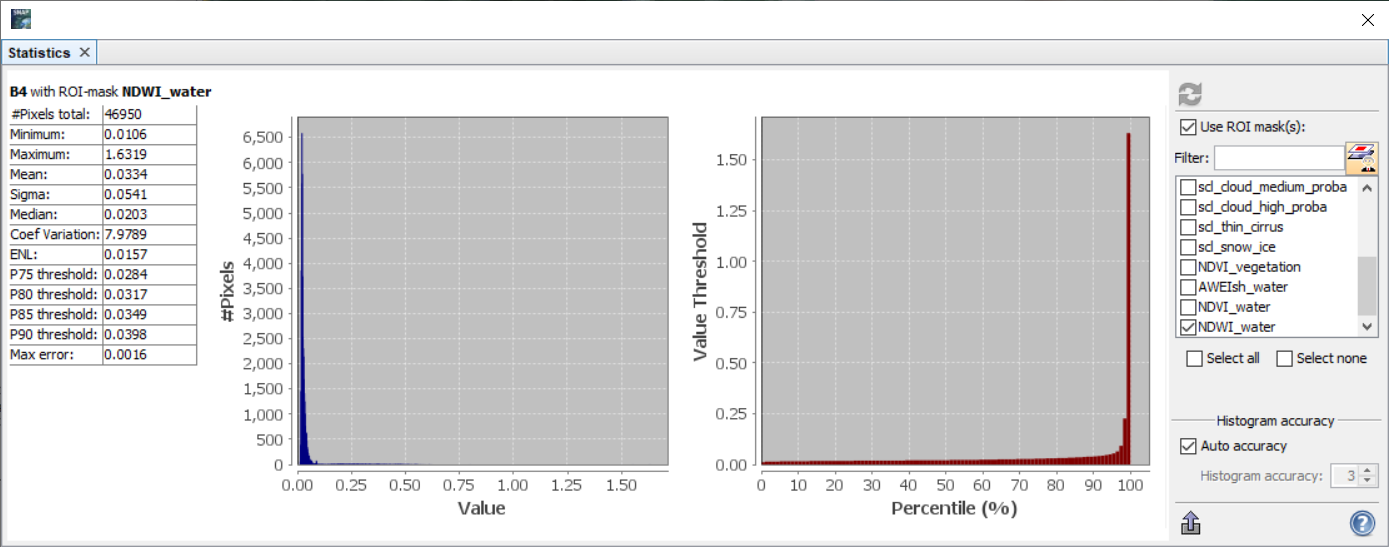 SNAP
Statistics
B4 with ROI-mask NDWI_water
#Pixels total: 46950
Minimum: 0.0106
Maximum: 1.6319
Mean: 0.0334
Sigma: 0.0541
Median: 0.0203
Coef Variation: 7.9789
ENL: 0.0157
P75 threshold: 0.0284
P80 threshold: 0.0317
P85 threshold: 0.0349
P90 threshold: 0.0398
Max error: 0.0016
#Pixels
6,500
6,000
5,500
5,000
4,500
4,000
3,500
3,000
2,500
2,000
1,500
1,000
500
0
0.00 0.25 0.50 0.75 1.00 1.25 1.50
Value
Value Threshold
1.50
1.25
1.00
0.75
0.50
0.25
0.00
0 10 20 30 40 50 60 70 80 90 100
Percentile (%)
Use ROI mask(s):
Filter:
scl_cloud_medium_proba
scl_cloud_high_proba
scl_thin_cirrus
scl_snow_ice
NDVI_vegetation
AWEIsh_water
NDVI_water
NDWI_water
Select all Select none
Histogram accuracy
Auto accuracy
Histogram accuracy: 3
?